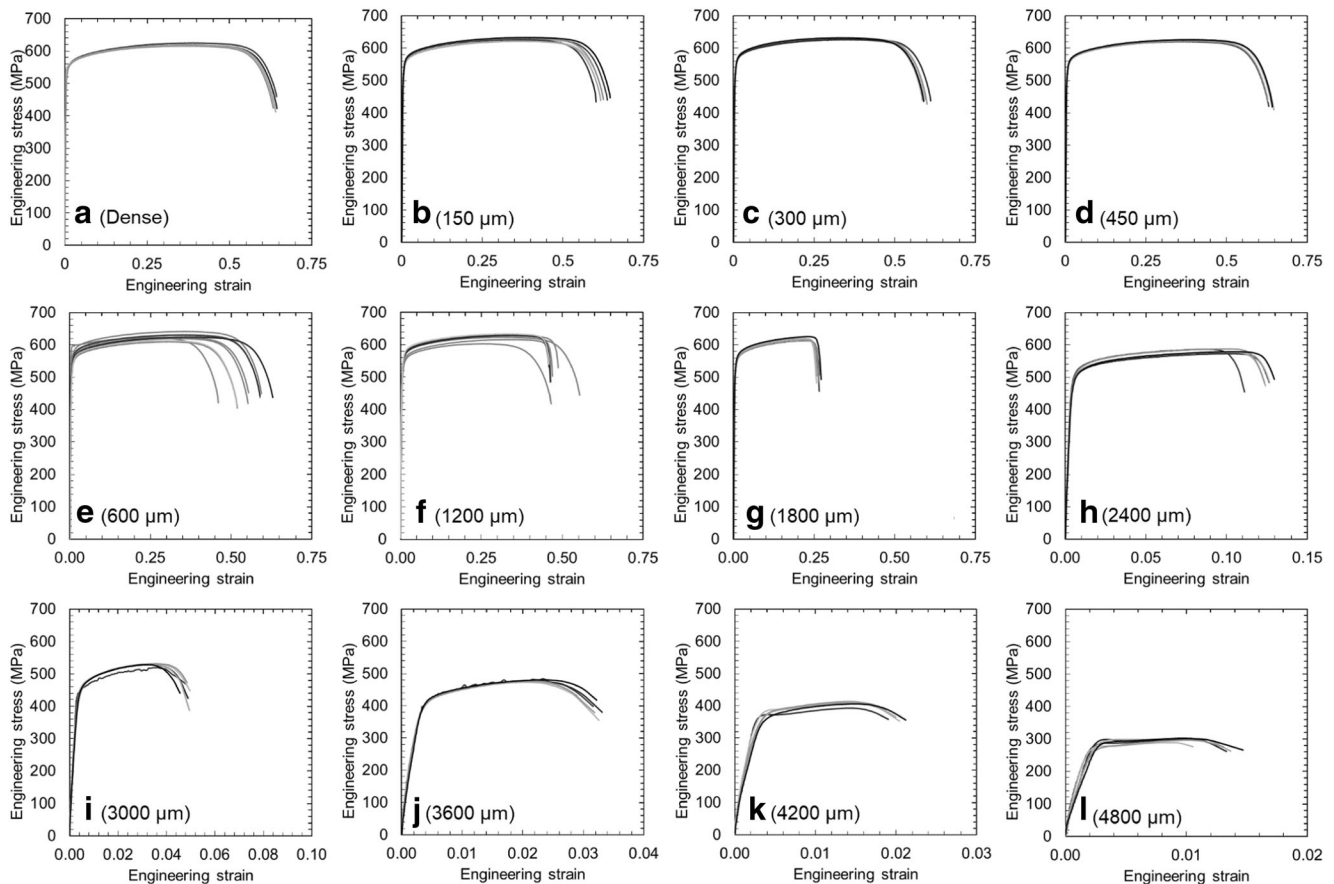 Engineering stress (MPa)
700
600
500
400
300
200
100
0
a (Dense)
0 0.25 0.5 0.75
Engineering strain
Engineering stress (MPa)
700
600
500
400
300
200
100
0
b (150 μm)
0 0.25 0.5 0.75
Engineering strain
Engineering stress (MPa)
700
600
500
400
300
200
100
0
c (300 μm)
0 0.25 0.5 0.75
Engineering strain
Engineering stress (MPa)
700
600
500
400
300
200
100
0
d (450 μm)
0 0.25 0.5 0.75
Engineering strain
Engineering stress (MPa)
700
600
500
400
300
200
100
0
e (600 μm)
0.00 0.25 0.50 0.75
Engineering strain
Engineering stress (MPa)
700
600
500
400
300
200
100
0
f (1200 μm)
0.00 0.25 0.50 0.75
Engineering strain
Engineering stress (MPa)
700
600
500
400
300
200
100
0
g (1800 μm)
0.00 0.25 0.50 0.75
Engineering strain
Engineering stress (MPa)
700
600
500
400
300
200
100
0
h (2400 μm)
0.00 0.05 0.10 0.15
Engineering strain
Engineering stress (MPa)
700
600
500
400
300
200
100
0
i (3000 μm)
0.00 0.02 0.04 0.06 0.08 0.10
Engineering strain
Engineering stress (MPa)
700
600
500
400
300
200
100
0
j (3600 μm)
0.00 0.01 0.02 0.03 0.04
Engineering strain
Engineering stress (MPa)
700
600
500
400
300
200
100
0
k (4200 μm)
0.00 0.01 0.02 0.03
Engineering strain
Engineering stress (MPa)
700
600
500
400
300
200
100
0
l (4800 μm)
0.00 0.01 0.02
Engineering strain